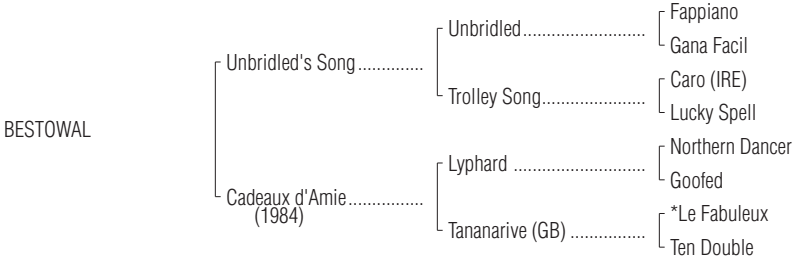 Fappiano
Unbridled..........................
Gana Facil
Unbridled's Song..............
Caro (IRE)
Trolley Song......................
Lucky Spell
BESTOWAL
Northern Dancer
Lyphard ...........................
Goofed
Cadeaux d'Amie................
(1984)
*Le Fabuleux
Tananarive (GB) ...............
Ten Double